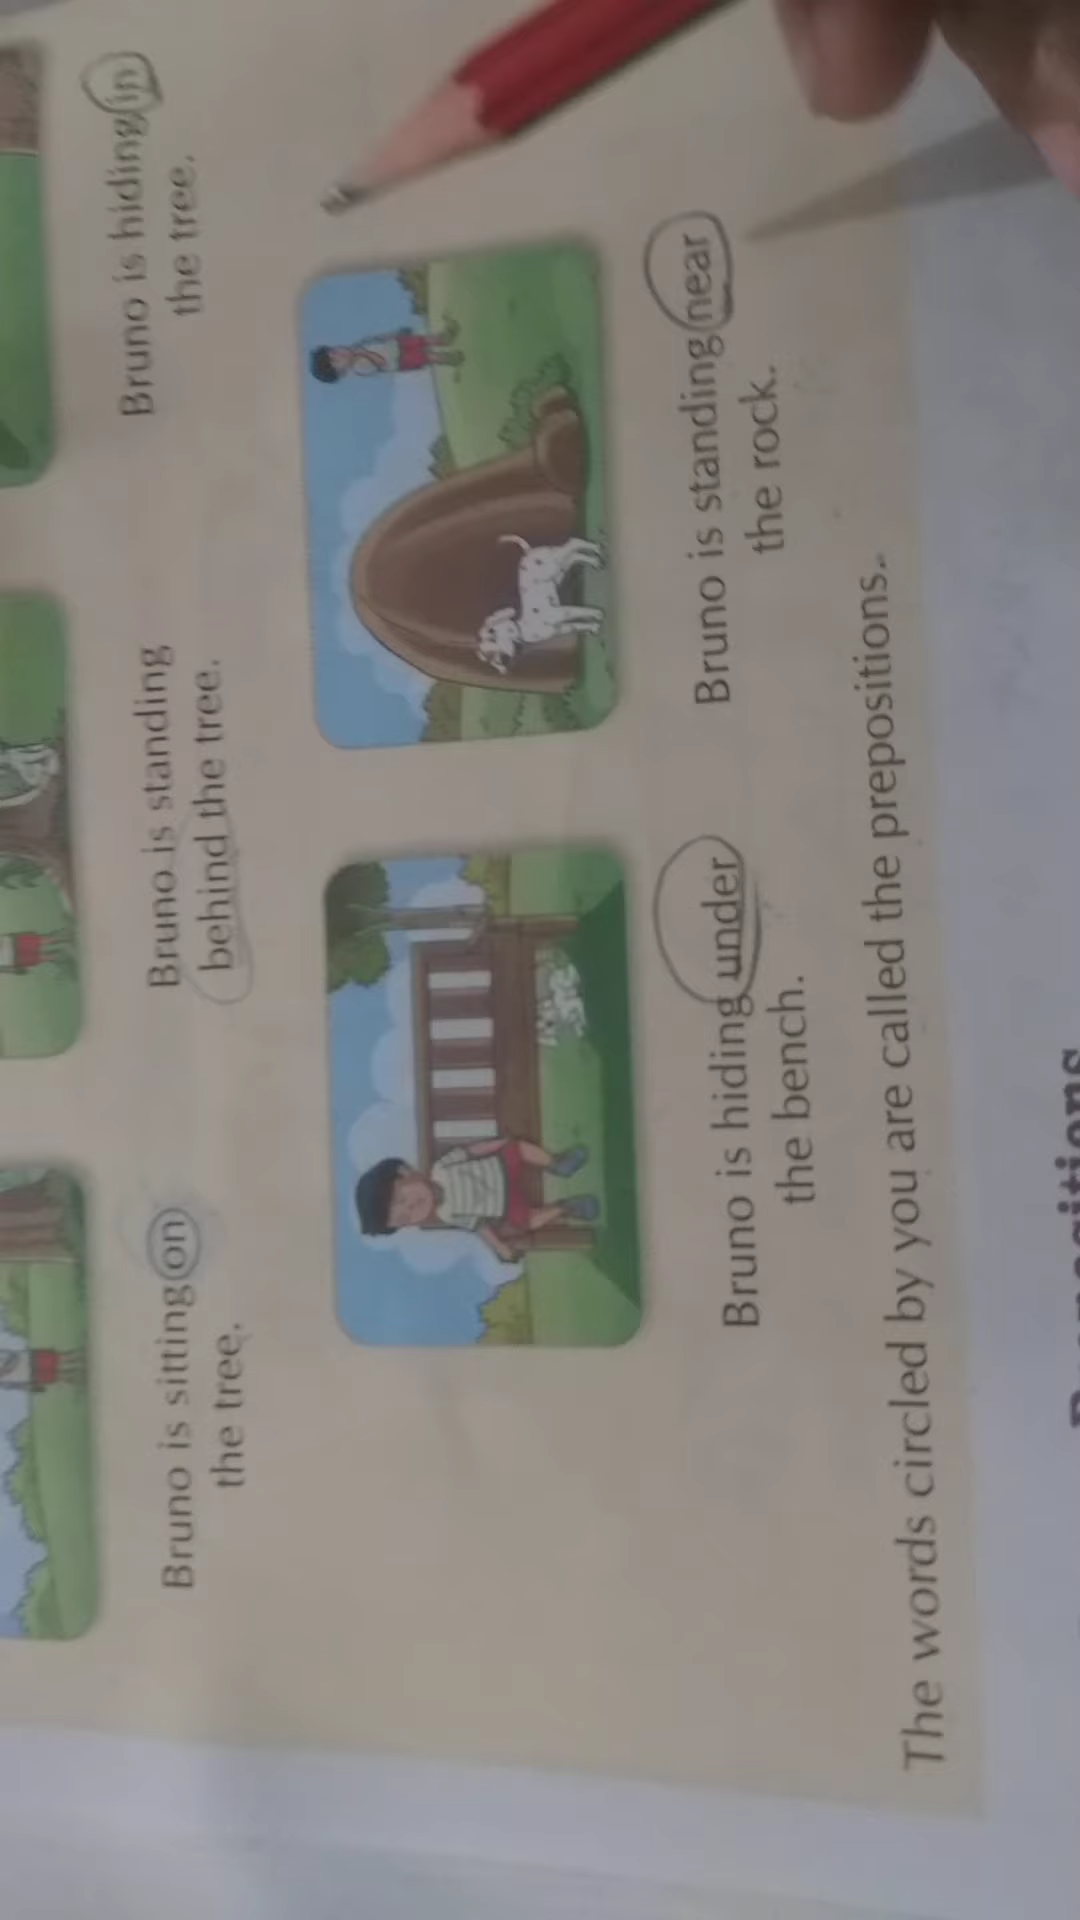 Bruno is sitting on
the tree.
Bruno is standing
behind the tree.
Bruno is hiding in
the tree.
Bruno is hiding under
the bench.
Bruno is standing near
the rock.
The words circled by you are called the prepositions.